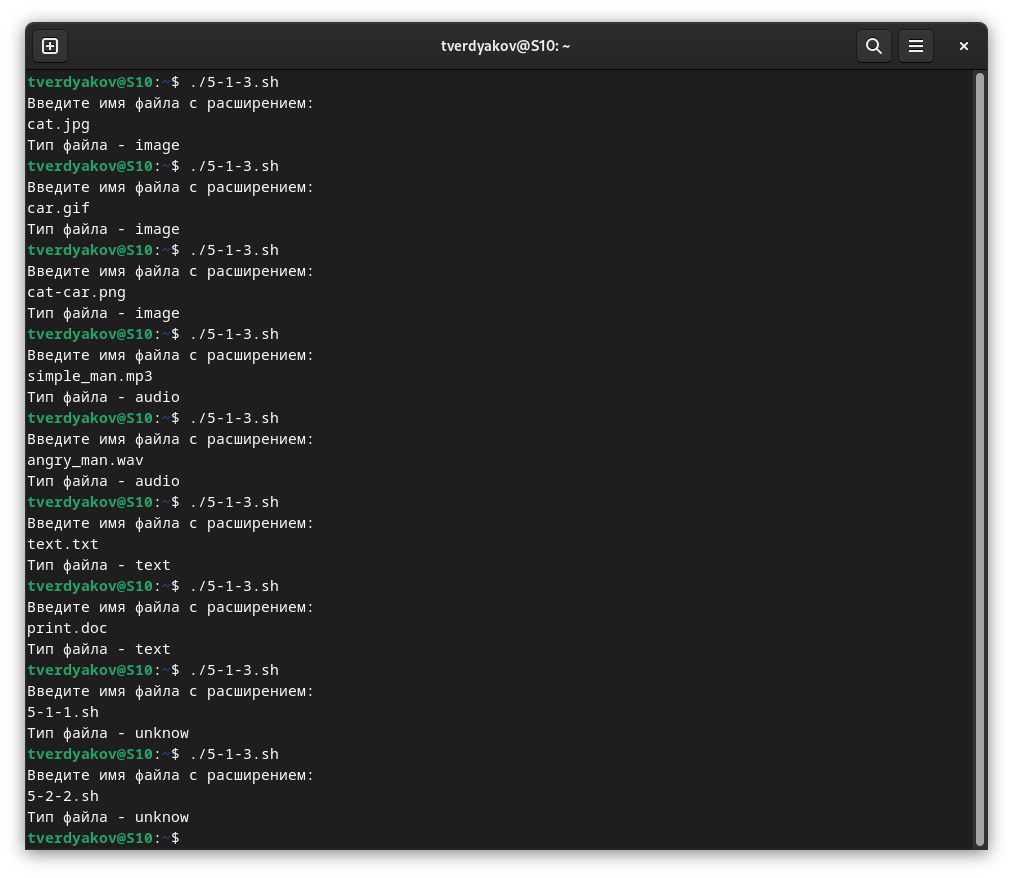 tverdyakov@S10: ~
tverdyakov@S10:~$ ./5-1-3.sh
Введите имя файла с расширением:
cat.jpg
Тип файла - image
tverdyakov@S10:~$ ./5-1-3.sh
Введите имя файла с расширением:
car.gif
Тип файла - image
tverdyakov@S10:~$ ./5-1-3.sh
Введите имя файла с расширением:
cat-car.png
Тип файла - image
tverdyakov@S10:~$ ./5-1-3.sh
Введите имя файла с расширением:
simple_man.mp3
Тип файла - audio
tverdyakov@S10:~$ ./5-1-3.sh
Введите имя файла с расширением:
angry_man.wav
Тип файла - audio
tverdyakov@S10:~$ ./5-1-3.sh
Введите имя файла с расширением:
text.txt
Тип файла - text
tverdyakov@S10:~$ ./5-1-3.sh
Введите имя файла с расширением:
print.doc
Тип файла - text
tverdyakov@S10:~$ ./5-1-3.sh
Введите имя файла с расширением:
5-1-1.sh
Тип файла - unknow
tverdyakov@S10:~$ ./5-1-3.sh
Введите имя файла с расширением:
5-2-2.sh
Тип файла - unknow
tverdyakov@S10:~$